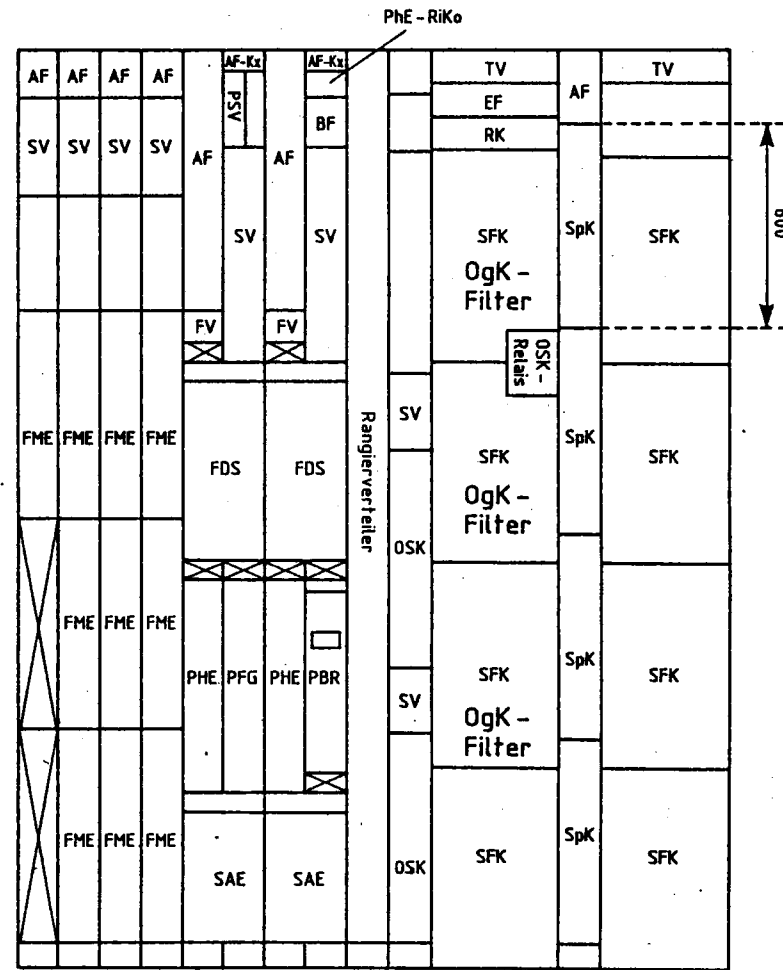 PhE-RiKo
AF AF AF AF AF-Kx AF-Kx TV AF TV
PSV EF
BF
SV SV SV SV AF AF RK
SV SV SFK SpK SFK 600
OgK-
Filter
FV FV
OSK-
Relais
SV
FME FME FME FME FDS FDS Rangierverteiler SFK SpK SFK
OgK-
Filter
OSK
FME FME FME
PHE PFG PHE PBR SFK SpK SFK
SV
OgK-
Filter
FME FME FME SAE SAE OSK SFK SpK SFK